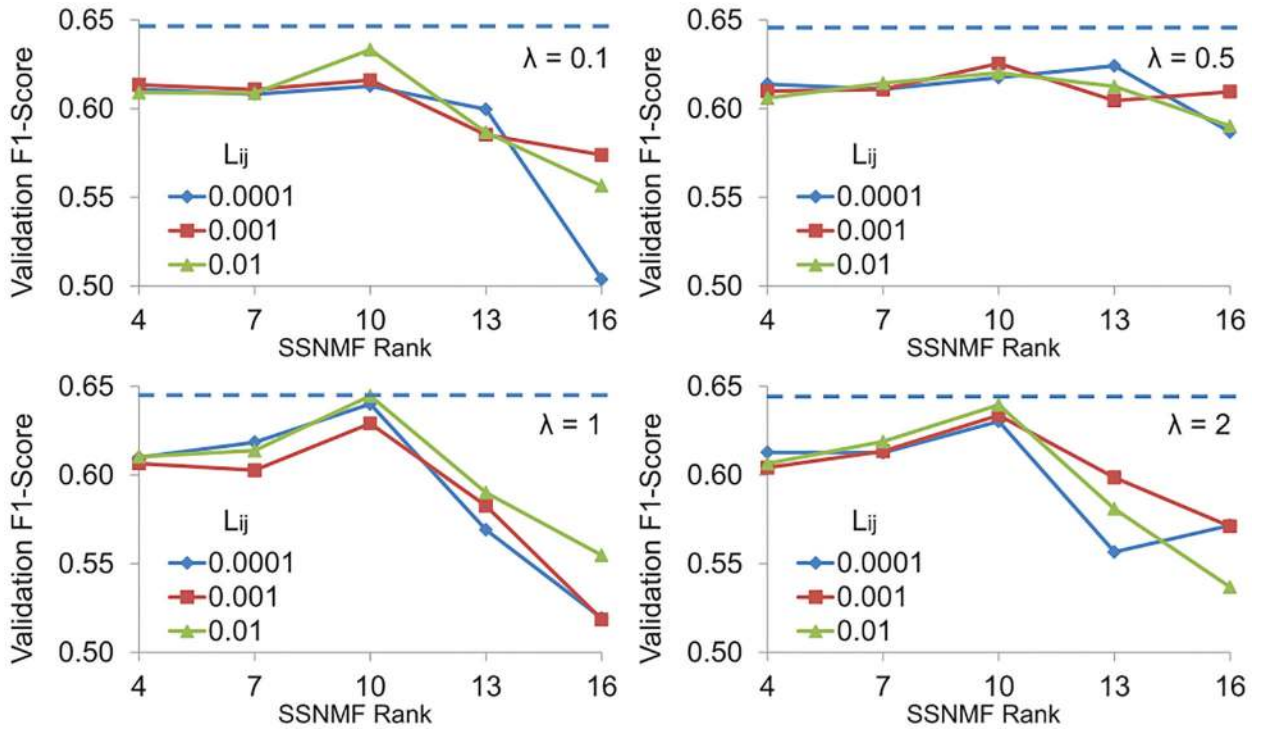 Validation F1-Score
0.65
0.60
0.55
0.50
λ = 0.1
Lij
0.0001
0.001
0.01
4 7 10 13 16
SSNMF Rank
Validation F1-Score
0.65
0.60
0.55
0.50
λ = 0.5
Lij
0.0001
0.001
0.01
4 7 10 13 16
SSNMF Rank
Validation F1-Score
0.65
0.60
0.55
0.50
λ = 1
Lij
0.0001
0.001
0.01
4 7 10 13 16
SSNMF Rank
Validation F1-Score
0.65
0.60
0.55
0.50
λ = 2
Lij
0.0001
0.001
0.01
4 7 10 13 16
SSNMF Rank